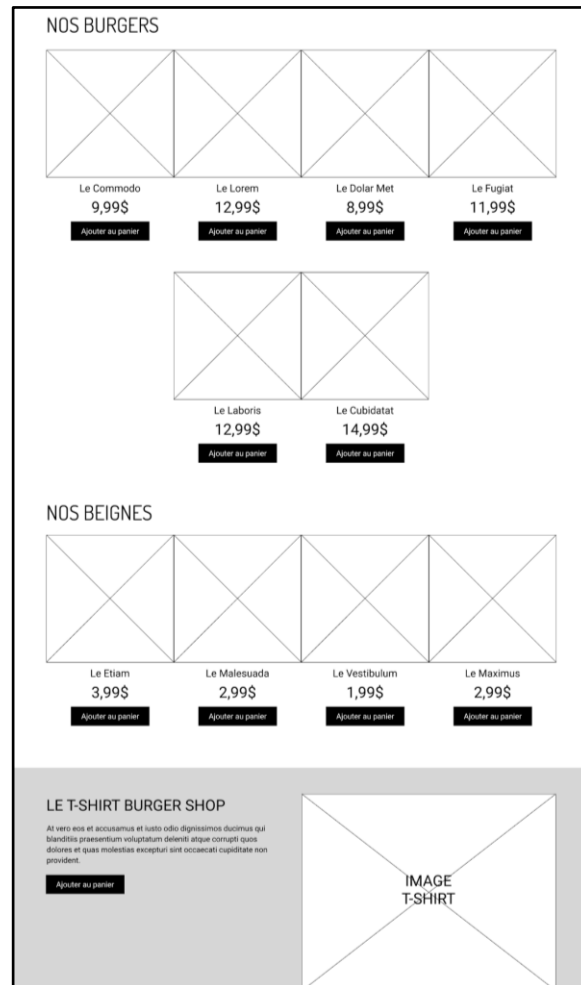 NOS BURGERS
Le Commodo
Le Lorem
Le Dolar Met
Le Fugiat
9,99$
12,99$
8,99$
11,99$
Ajouter au panier
Ajouter au panier
Ajouter au panier
Ajouter au panier
Le Laboris
Le Cubidatat
12,99$
14,99$
Ajouter au panier
Ajouter au panier
NOS BEIGNES
Le Etiam
Le Malesuada
Le Vestibulum
Le Maximus
3,99$
2,99$
1,99$
2,99$
Ajouter au panier
Ajouter au panier
Ajouter au panier
Ajouter au panier
LE T-SHIRT BURGER SHOP
At vero eos et accusamus et iusto odio dignissimos ducimus qui
blanditiis praesentium voluptatum deleniti atque corrupti quos
dolores et quas molestias excepturi sint occaecati cupiditate non
provident.
Ajouter au panier
IMAGE
T-SHIRT